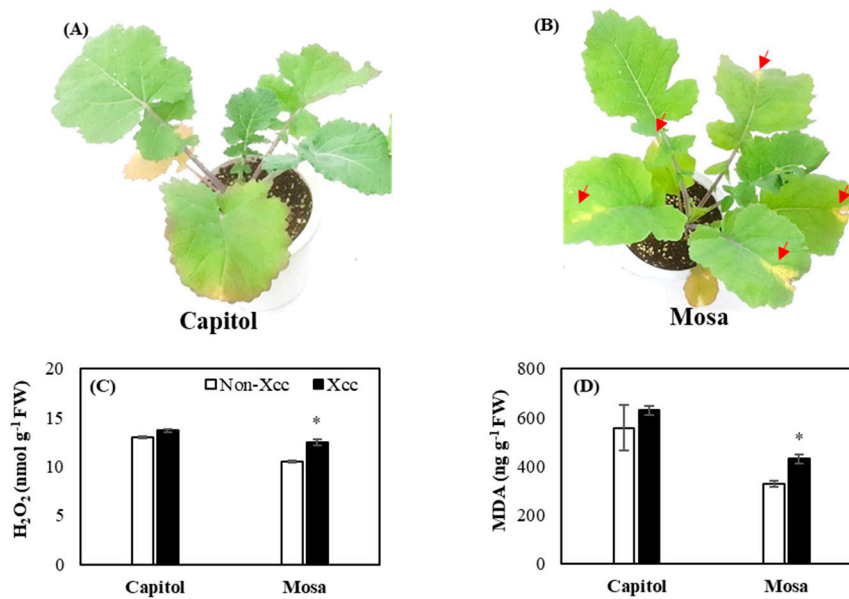 (A)
(B)
Capitol
Mosa
(C)
Non-Xcc
Xcc
20
15
10
5
0
H₂O₂ (nmol g⁻¹ FW)
*
Capitol
Mosa
(D)
800
600
400
200
0
MDA (ng g⁻¹ FW)
*
Capitol
Mosa